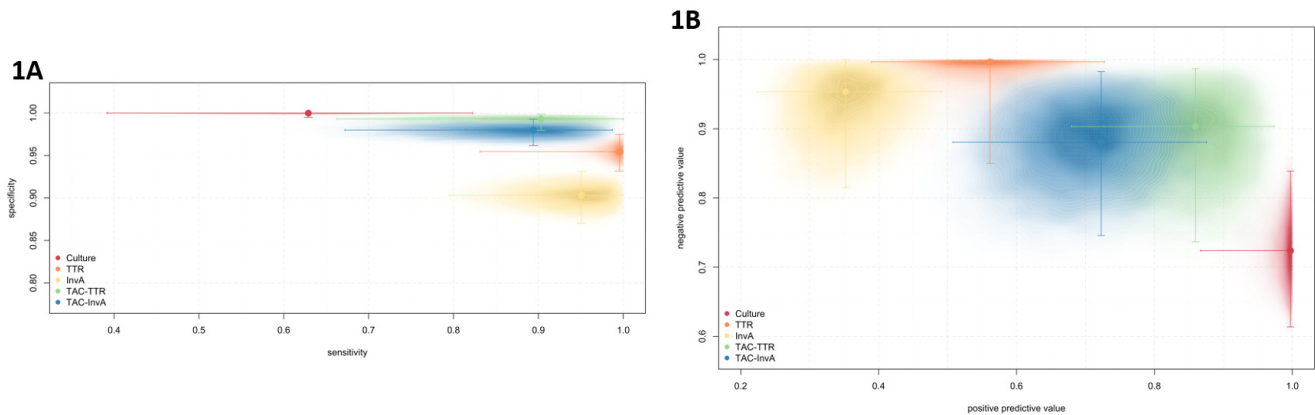 1A
1.00
0.95
0.90
0.85
0.80
specificity
Culture
TTR
InvA
TAC-TTR
TAC-InvA
0.4 0.5 0.6 0.7 0.8 0.9 1.0
sensitivity
1B
1.0
0.9
0.8
0.7
0.6
negative predictive value
Culture
TTR
InvA
TAC-TTR
TAC-InvA
0.2 0.4 0.6 0.8 1.0
positive predictive value